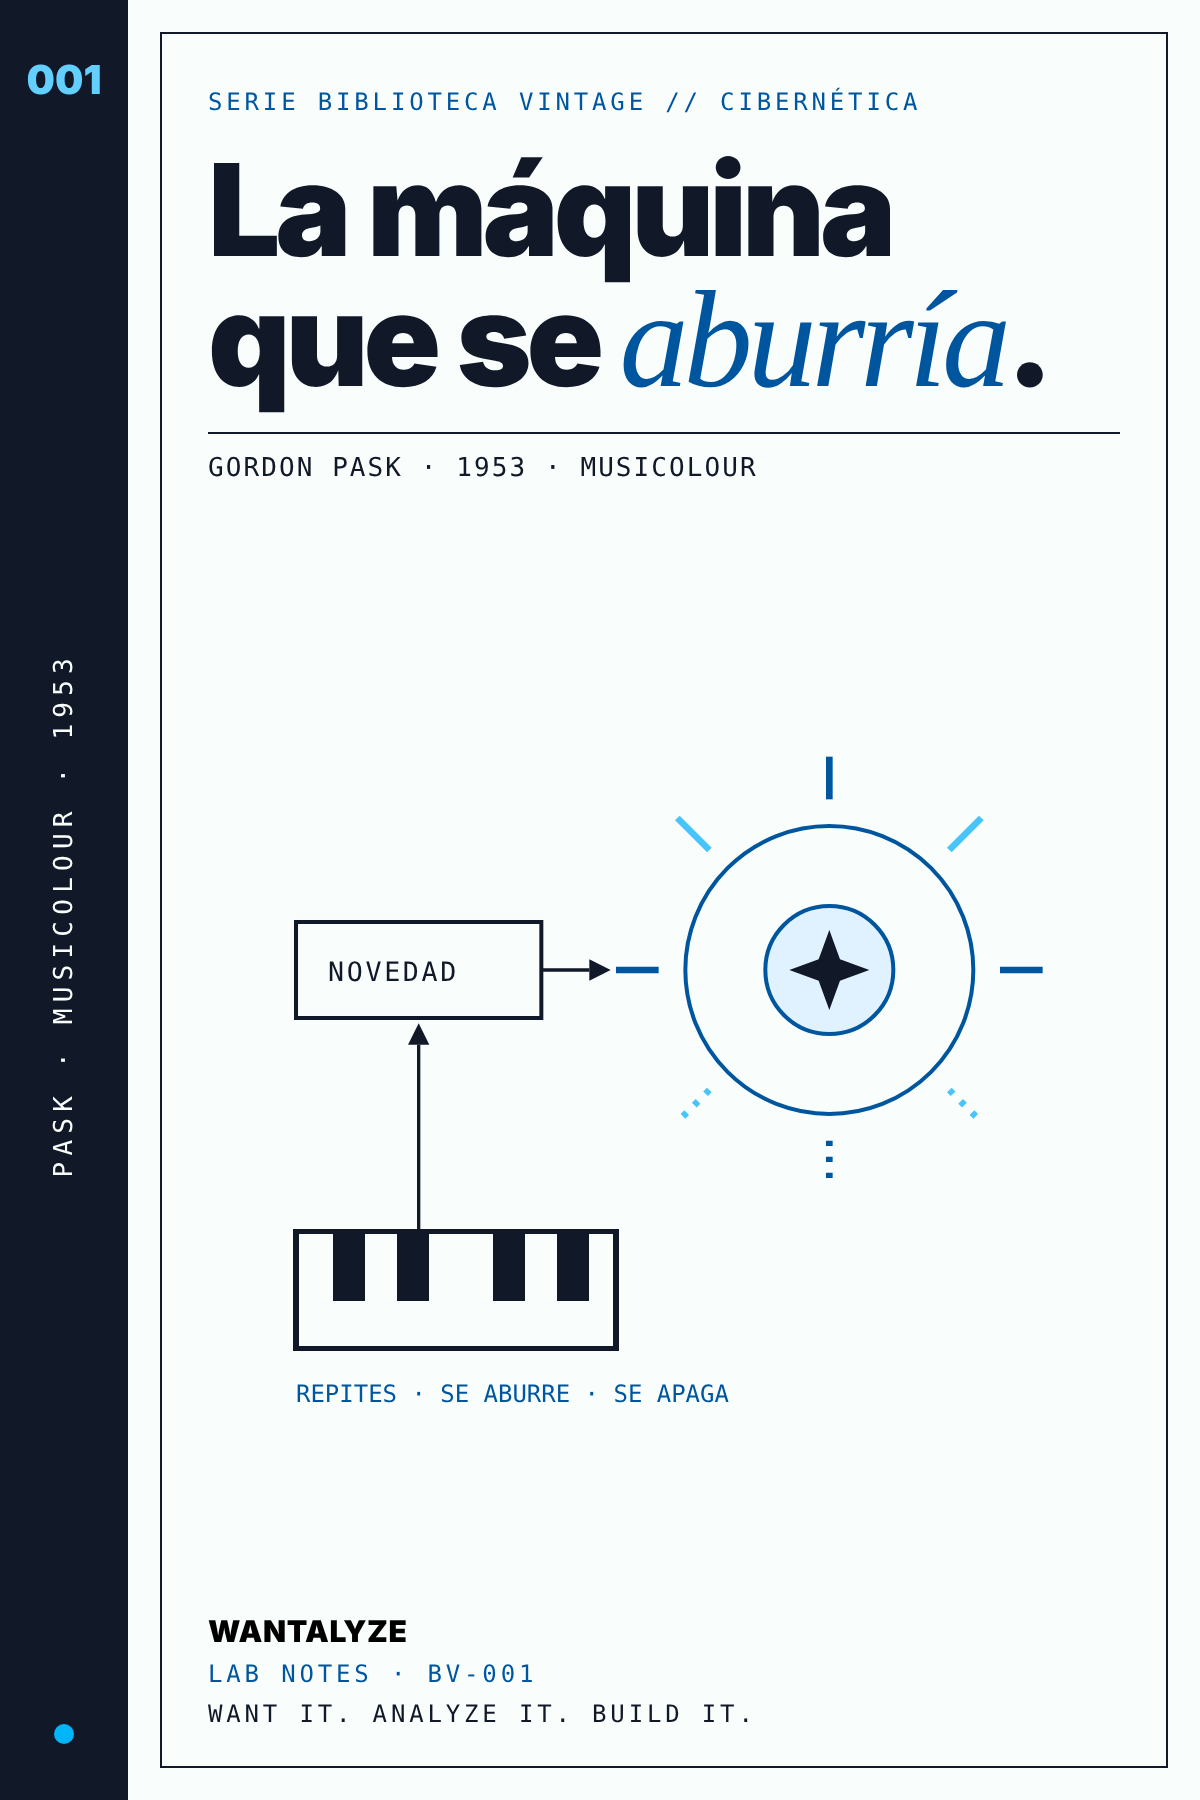 001
PASK · MUSICOLOUR · 1953
SERIE BIBLIOTECA VINTAGE // CIBERNÉTICA
La máquina
que se aburría.
GORDON PASK · 1953 · MUSICOLOUR
NOVEDAD
REPITES · SE ABURRE · SE APAGA
WANTALYZE
LAB NOTES · BV-001
WANT IT. ANALYZE IT. BUILD IT.